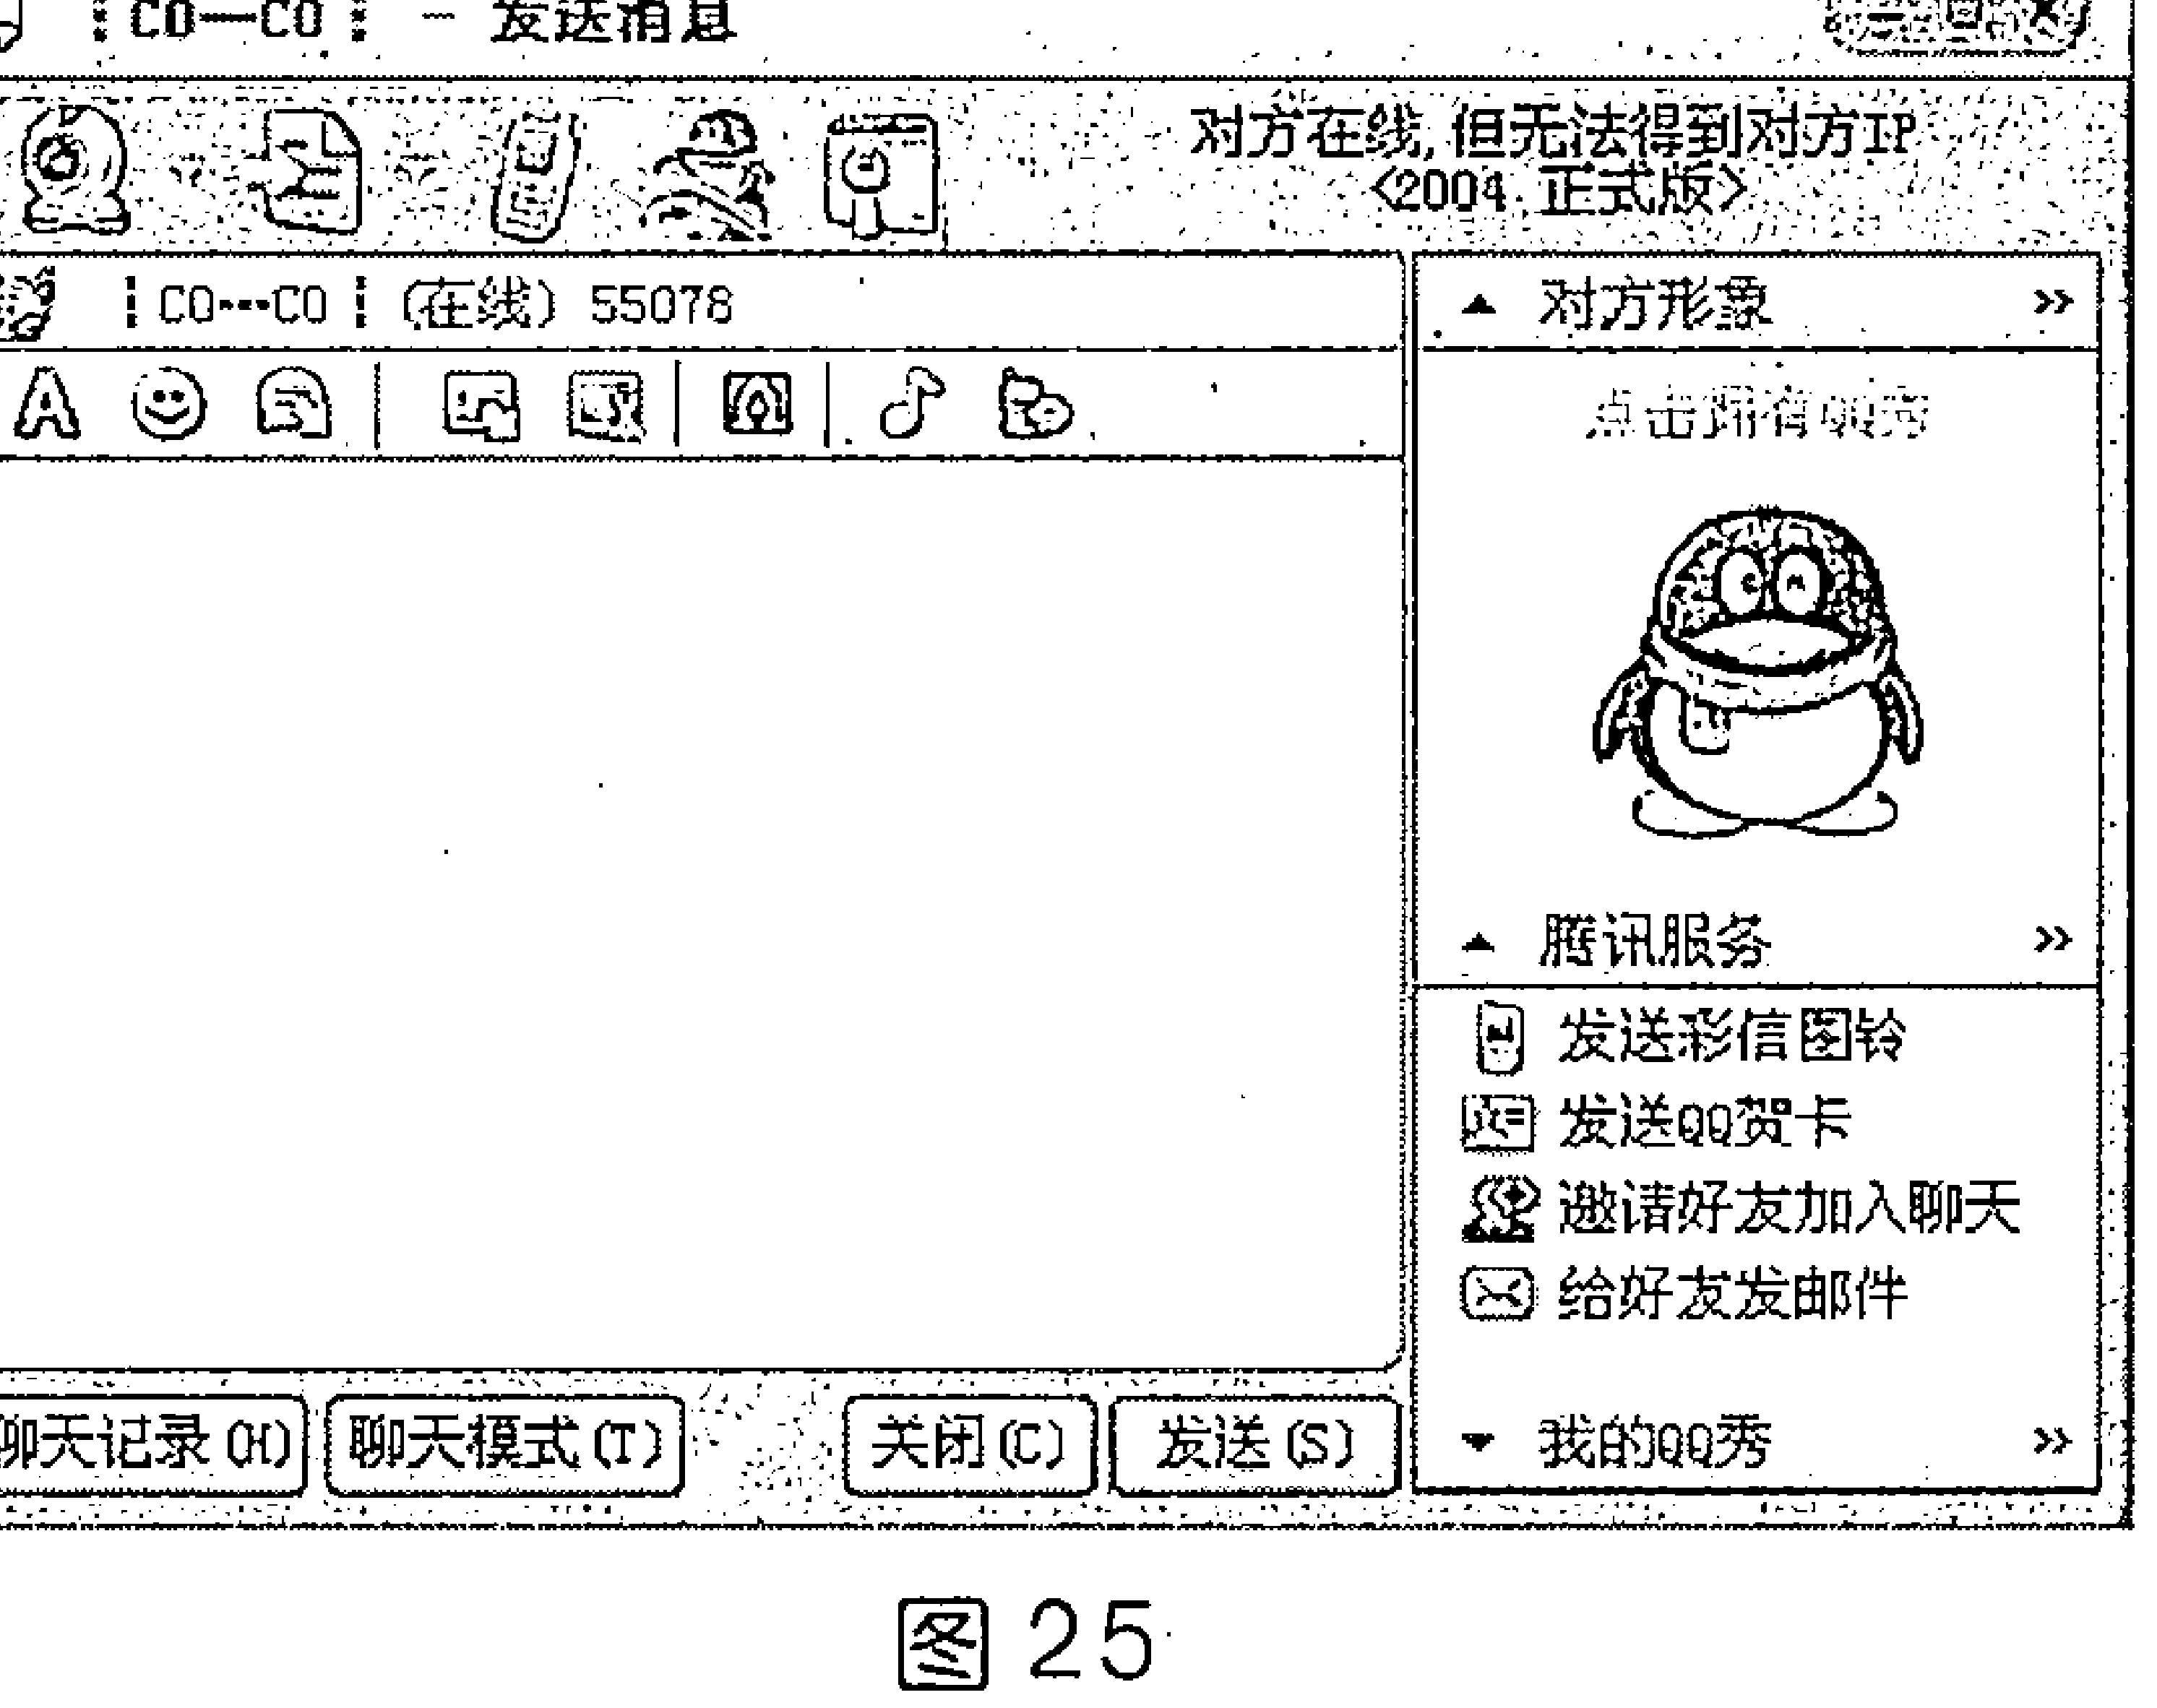 ┇CO┅CO┇ - 发送消息
对方在线,但无法得到对方IP
<2004 正式版>
┇CO┅CO┇(在线) 55078
对方形象 »
A
腾讯服务 »
发送彩信图铃
发送QQ贺卡
邀请好友加入聊天
给好友发邮件
聊天记录(H) 聊天模式(T) 关闭(C) 发送(S)
我的QQ秀 »
图 25